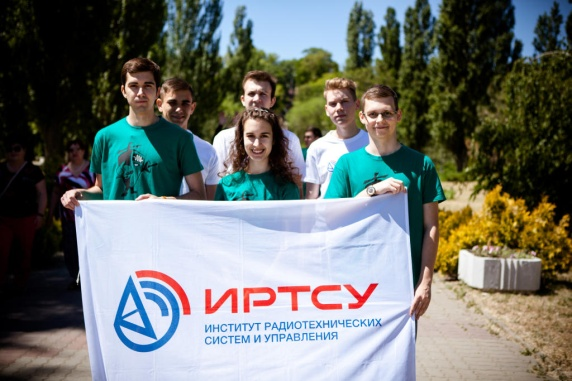 ИРТСУ
ИНСТИТУТ РАДИОТЕХНИЧЕСКИХ
СИСТЕМ И УПРАВЛЕНИЯ